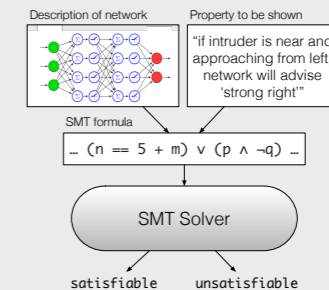 Description of network
Property to be shown
“if intruder is near and
approaching from left,
network will advise
‘strong right’”
SMT formula
… (n == 5 + m) ∨ (p ∧ ¬q) …
SMT Solver
satisfiable
unsatisfiable